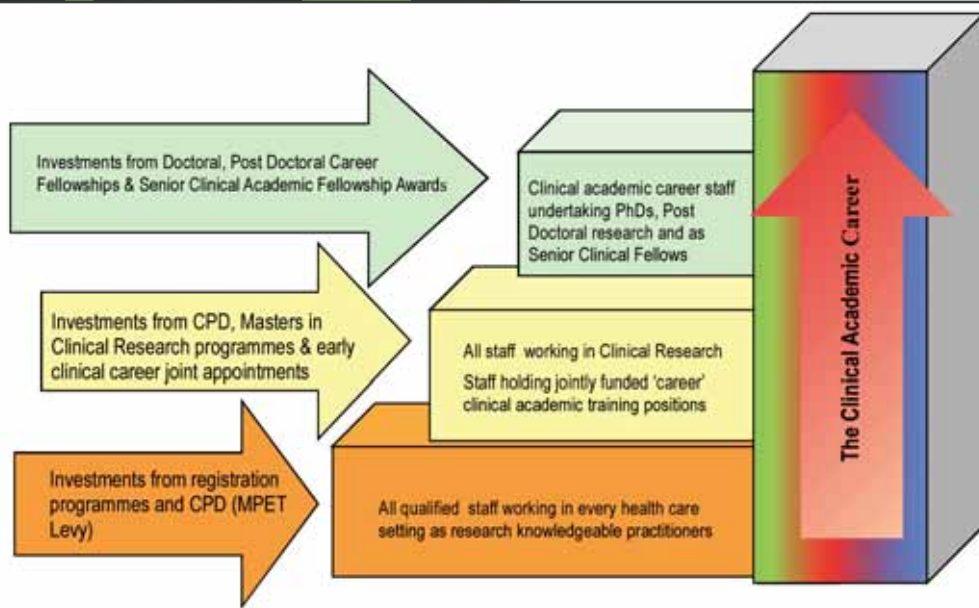 Investments from Doctoral, Post Doctoral Career
Fellowships & Senior Clinical Academic Fellowship Awards
Clinical academic career staff
undertaking PhDs, Post
Doctoral research and as
Senior Clinical Fellows
Investments from CPD, Masters in
Clinical Research programmes & early
clinical career joint appointments
All staff working in Clinical Research
Staff holding jointly funded 'career'
clinical academic training positions
Investments from registration
programmes and CPD (MPET
Levy)
All qualified staff working in every health care
setting as research knowledgeable practitioners
The Clinical Academic Career